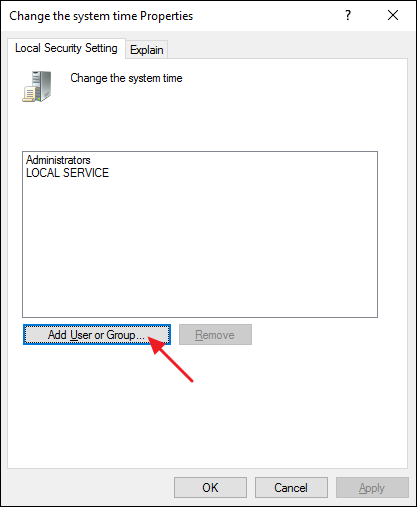 Change the system time Properties
Local Security Setting
Explain
Change the system time
Administrators
LOCAL SERVICE
Add User or Group...
Remove
OK
Cancel
Apply